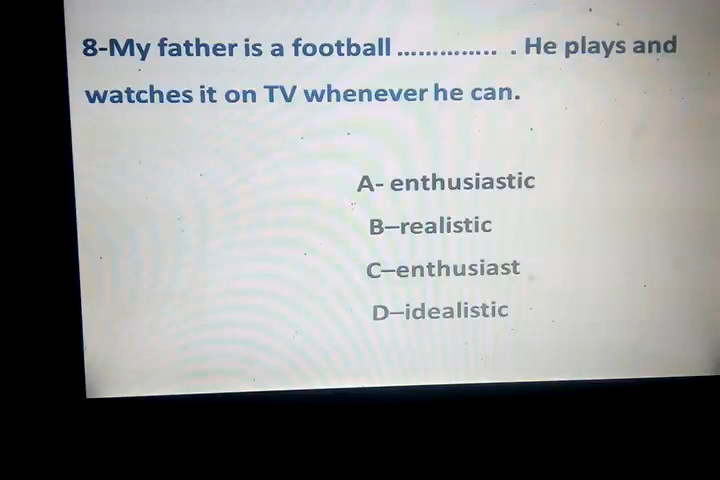 8-My father is a football .............. . He plays and
watches it on TV whenever he can.
A- enthusiastic
B–realistic
C–enthusiast
D–idealistic